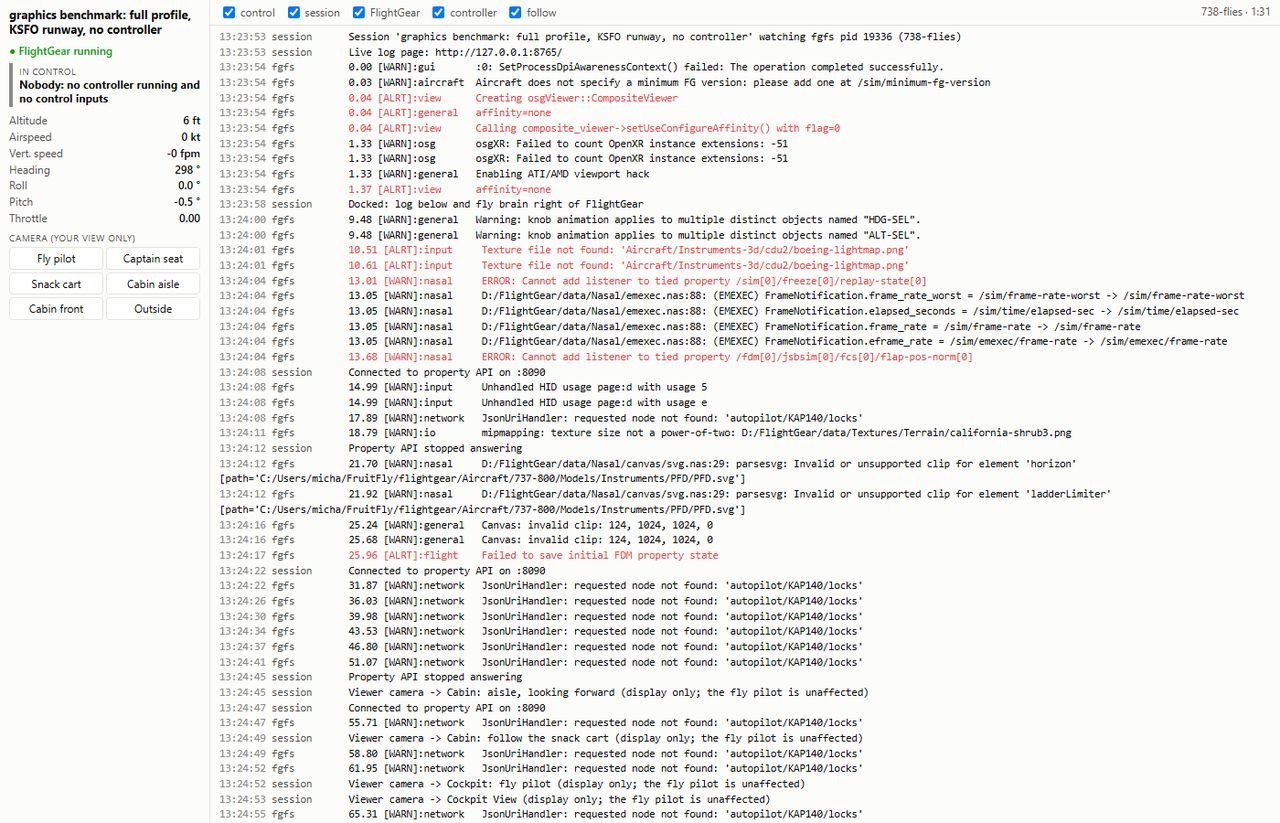 graphics benchmark: full profile,
KSFO runway, no controller
● FlightGear running
IN CONTROL
Nobody: no controller running and
no control inputs
Altitude 6 ft
Airspeed 0 kt
Vert. speed -0 fpm
Heading 298 °
Roll 0.0 °
Pitch -0.5 °
Throttle 0.00
CAMERA (YOUR VIEW ONLY)
Fly pilot Captain seat
Snack cart Cabin aisle
Cabin front Outside
control session FlightGear controller follow 738-flies · 1:31
13:23:53 session Session 'graphics benchmark: full profile, KSFO runway, no controller' watching fgfs pid 19336 (738-flies)
13:23:53 session Live log page: http://127.0.0.1:8765/
13:23:54 fgfs 0.00 [WARN]:gui :0: SetProcessDpiAwarenessContext() failed: The operation completed successfully.
13:23:54 fgfs 0.03 [WARN]:aircraft Aircraft does not specify a minimum FG version: please add one at /sim/minimum-fg-version
13:23:54 fgfs 0.04 [ALRT]:view Creating osgViewer::CompositeViewer
13:23:54 fgfs 0.04 [ALRT]:general affinity=none
13:23:54 fgfs 0.04 [ALRT]:view Calling composite_viewer->setUseConfigureAffinity() with flag=0
13:23:54 fgfs 1.33 [WARN]:osg osgXR: Failed to count OpenXR instance extensions: -51
13:23:54 fgfs 1.33 [WARN]:osg osgXR: Failed to count OpenXR instance extensions: -51
13:23:54 fgfs 1.33 [WARN]:general Enabling ATI/AMD viewport hack
13:23:54 fgfs 1.37 [ALRT]:view affinity=none
13:23:58 session Docked: log below and fly brain right of FlightGear
13:24:00 fgfs 9.48 [WARN]:general Warning: knob animation applies to multiple distinct objects named "HDG-SEL".
13:24:00 fgfs 9.48 [WARN]:general Warning: knob animation applies to multiple distinct objects named "ALT-SEL".
13:24:01 fgfs 10.51 [ALRT]:input Texture file not found: 'Aircraft/Instruments-3d/cdu2/boeing-lightmap.png'
13:24:01 fgfs 10.61 [ALRT]:input Texture file not found: 'Aircraft/Instruments-3d/cdu2/boeing-lightmap.png'
13:24:04 fgfs 13.01 [WARN]:nasal ERROR: Cannot add listener to tied property /sim[0]/freeze[0]/replay-state[0]
13:24:04 fgfs 13.05 [WARN]:nasal D:/FlightGear/data/Nasal/emexec.nas:88: (EMEXEC) FrameNotification.frame_rate_worst = /sim/frame-rate-worst -> /sim/frame-rate-worst
13:24:04 fgfs 13.05 [WARN]:nasal D:/FlightGear/data/Nasal/emexec.nas:88: (EMEXEC) FrameNotification.elapsed_seconds = /sim/time/elapsed-sec -> /sim/time/elapsed-sec
13:24:04 fgfs 13.05 [WARN]:nasal D:/FlightGear/data/Nasal/emexec.nas:88: (EMEXEC) FrameNotification.frame_rate = /sim/frame-rate -> /sim/frame-rate
13:24:04 fgfs 13.05 [WARN]:nasal D:/FlightGear/data/Nasal/emexec.nas:88: (EMEXEC) FrameNotification.eframe_rate = /sim/emexec/frame-rate -> /sim/emexec/frame-rate
13:24:04 fgfs 13.68 [WARN]:nasal ERROR: Cannot add listener to tied property /fdm[0]/jsbsim[0]/fcs[0]/flap-pos-norm[0]
13:24:08 session Connected to property API on :8090
13:24:08 fgfs 14.99 [WARN]:input Unhandled HID usage page:d with usage 5
13:24:08 fgfs 14.99 [WARN]:input Unhandled HID usage page:d with usage e
13:24:08 fgfs 17.89 [WARN]:network JsonUriHandler: requested node not found: 'autopilot/KAP140/locks'
13:24:11 fgfs 18.79 [WARN]:io mipmapping: texture size not a power-of-two: D:/FlightGear/data/Textures/Terrain/california-shrub3.png
13:24:12 session Property API stopped answering
13:24:12 fgfs 21.70 [WARN]:nasal D:/FlightGear/data/Nasal/canvas/svg.nas:29: parsesvg: Invalid or unsupported clip for element 'horizon'
[path='C:/Users/micha/FruitFly/flightgear/Aircraft/737-800/Models/Instruments/PFD/PFD.svg']
13:24:12 fgfs 21.92 [WARN]:nasal D:/FlightGear/data/Nasal/canvas/svg.nas:29: parsesvg: Invalid or unsupported clip for element 'ladderLimiter'
[path='C:/Users/micha/FruitFly/flightgear/Aircraft/737-800/Models/Instruments/PFD/PFD.svg']
13:24:16 fgfs 25.24 [WARN]:general Canvas: invalid clip: 124, 1024, 1024, 0
13:24:16 fgfs 25.68 [WARN]:general Canvas: invalid clip: 124, 1024, 1024, 0
13:24:17 fgfs 25.96 [ALRT]:flight Failed to save initial FDM property state
13:24:22 session Connected to property API on :8090
13:24:22 fgfs 31.87 [WARN]:network JsonUriHandler: requested node not found: 'autopilot/KAP140/locks'
13:24:26 fgfs 36.03 [WARN]:network JsonUriHandler: requested node not found: 'autopilot/KAP140/locks'
13:24:30 fgfs 39.98 [WARN]:network JsonUriHandler: requested node not found: 'autopilot/KAP140/locks'
13:24:34 fgfs 43.53 [WARN]:network JsonUriHandler: requested node not found: 'autopilot/KAP140/locks'
13:24:37 fgfs 46.80 [WARN]:network JsonUriHandler: requested node not found: 'autopilot/KAP140/locks'
13:24:41 fgfs 51.07 [WARN]:network JsonUriHandler: requested node not found: 'autopilot/KAP140/locks'
13:24:45 session Property API stopped answering
13:24:45 session Viewer camera -> Cabin: aisle, looking forward (display only; the fly pilot is unaffected)
13:24:47 session Connected to property API on :8090
13:24:47 fgfs 55.71 [WARN]:network JsonUriHandler: requested node not found: 'autopilot/KAP140/locks'
13:24:49 session Viewer camera -> Cabin: follow the snack cart (display only; the fly pilot is unaffected)
13:24:49 fgfs 58.80 [WARN]:network JsonUriHandler: requested node not found: 'autopilot/KAP140/locks'
13:24:52 fgfs 61.95 [WARN]:network JsonUriHandler: requested node not found: 'autopilot/KAP140/locks'
13:24:52 session Viewer camera -> Cockpit: fly pilot (display only; the fly pilot is unaffected)
13:24:53 session Viewer camera -> Cockpit View (display only; the fly pilot is unaffected)
13:24:55 fgfs 65.31 [WARN]:network JsonUriHandler: requested node not found: 'autopilot/KAP140/locks'